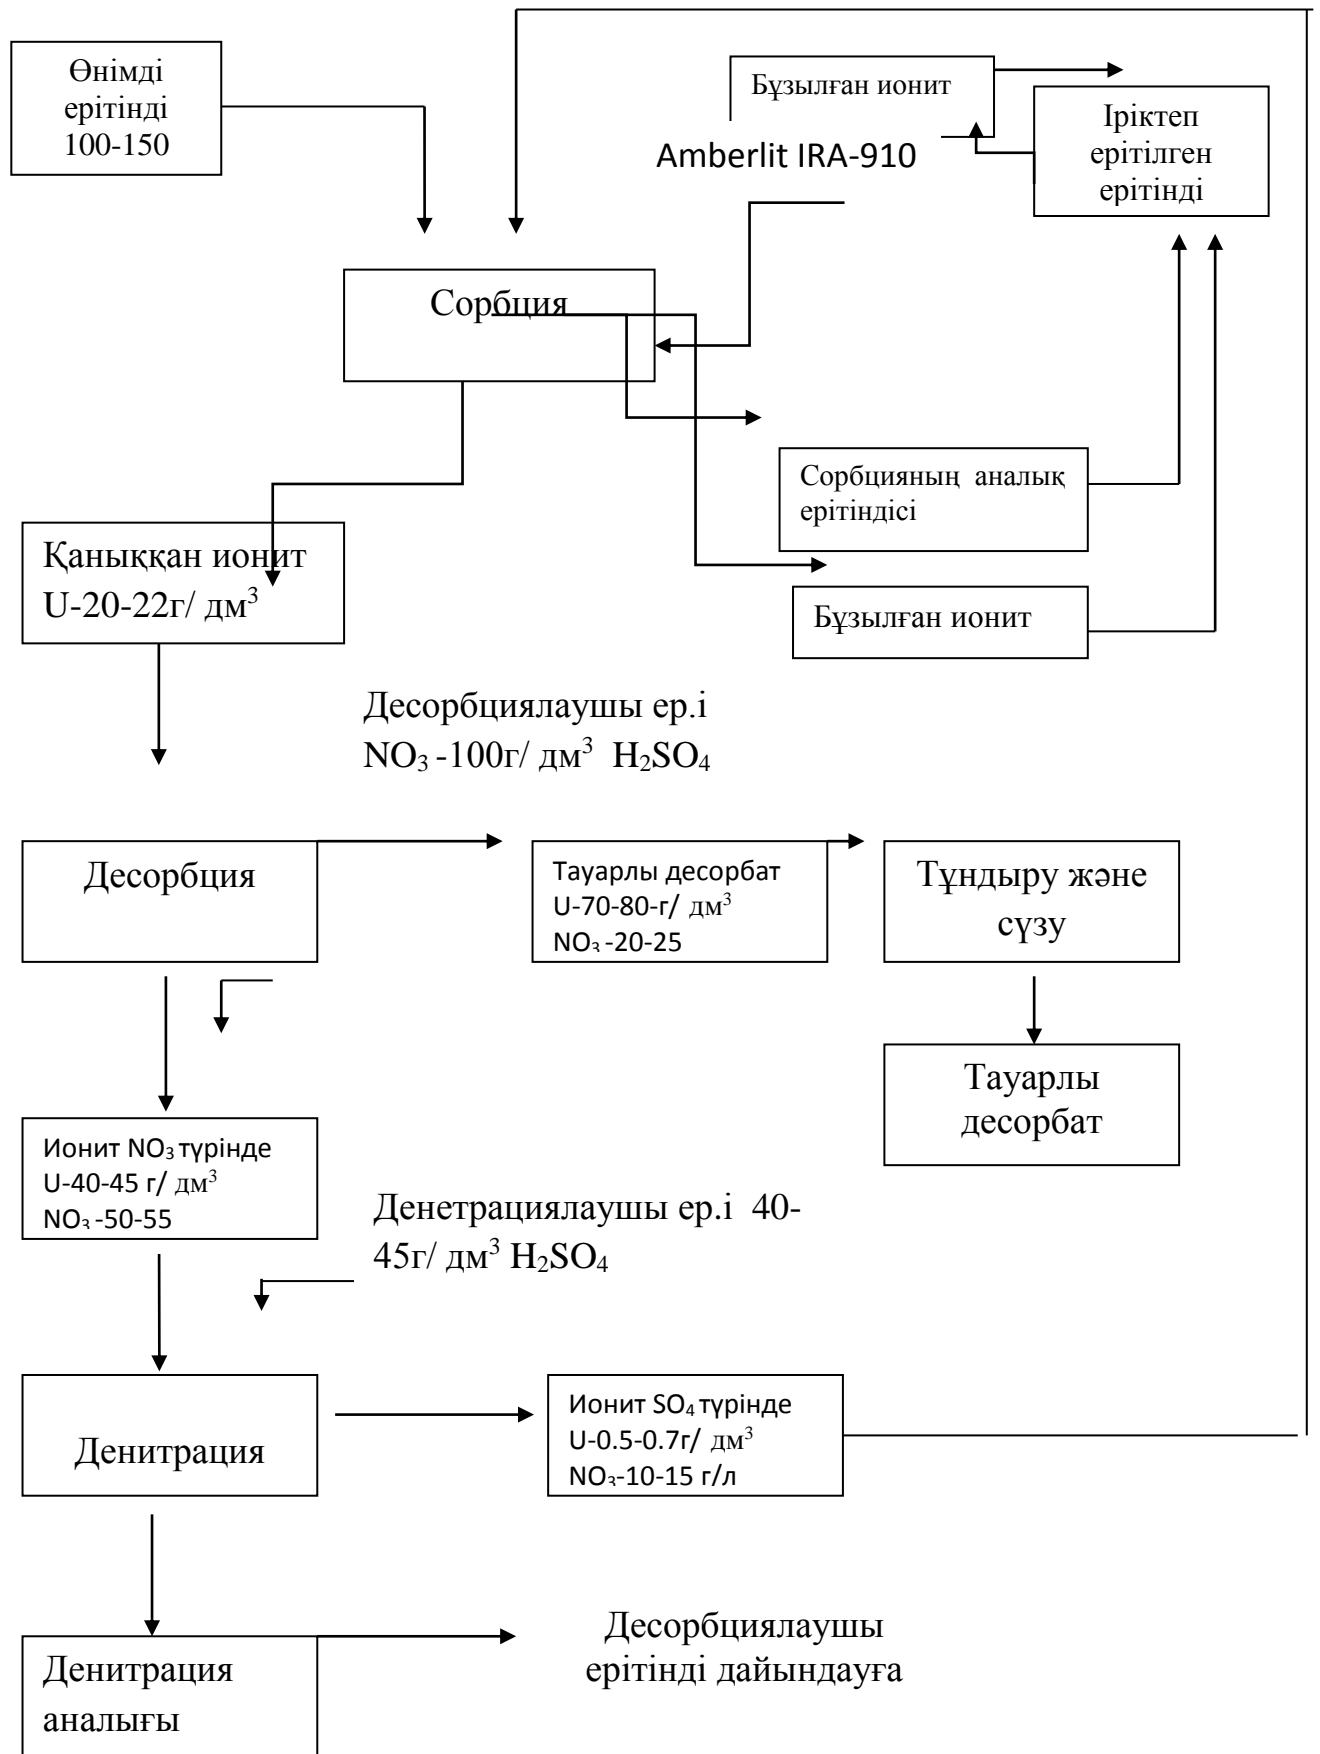 Өнімді
ерітінді
100-150
Бұзылған ионит
Amberlit IRA-910
Іріктеп
ерітілген
ерітінді
Сорбция
Сорбцияның аналық
ерітіндісі
Қаныққан ионит
U-20-22г/ дм³
Бұзылған ионит
Десорбциялаушы ер.і
NO₃ -100г/ дм³ H₂SO₄
Десорбция
Тауарлы десорбат
U-70-80-г/ дм³
NO₃ -20-25
Тұндыру және
сүзу
Тауарлы
десорбат
Ионит NO₃ түрінде
U-40-45 г/ дм³
NO₃ -50-55
Денетрациялаушы ер.і 40-
45г/ дм³ H₂SO₄
Денитрация
Ионит SO₄ түрінде
U-0.5-0.7г/ дм³
NO₃-10-15 г/л
Денитрация
аналығы
Десорбциялаушы
ерітінді дайындауға